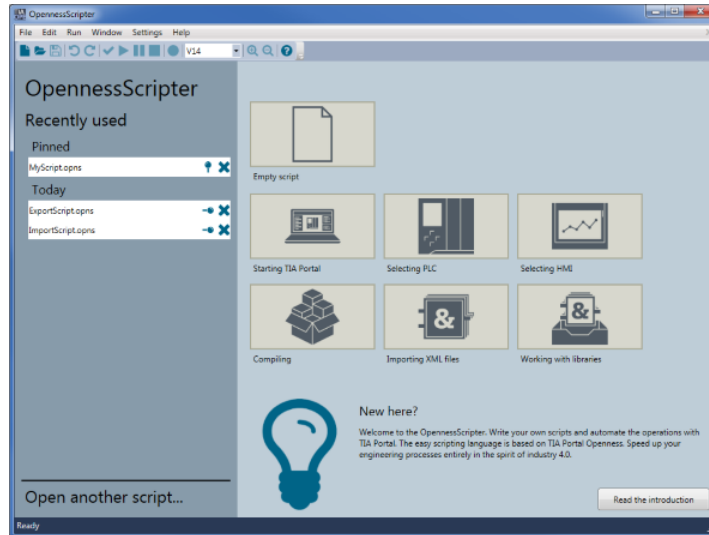 OpennessScripter
File Edit Run Window Settings Help
V14
OpennessScripter
Recently used
Pinned
MyScript.opns
Today
ExportScript.opns
ImportScript.opns
Open another script...
Empty script
Starting TIA Portal
Selecting PLC
Selecting HMI
&
&
Compiling
Importing XML files
Working with libraries
New here?
Welcome to the OpennessScripter. Write your own scripts and automate the operations with
TIA Portal. The easy scripting language is based on TIA Portal Openness. Speed up your
engineering processes entirely in the spirit of industry 4.0.
Read the introduction
Ready